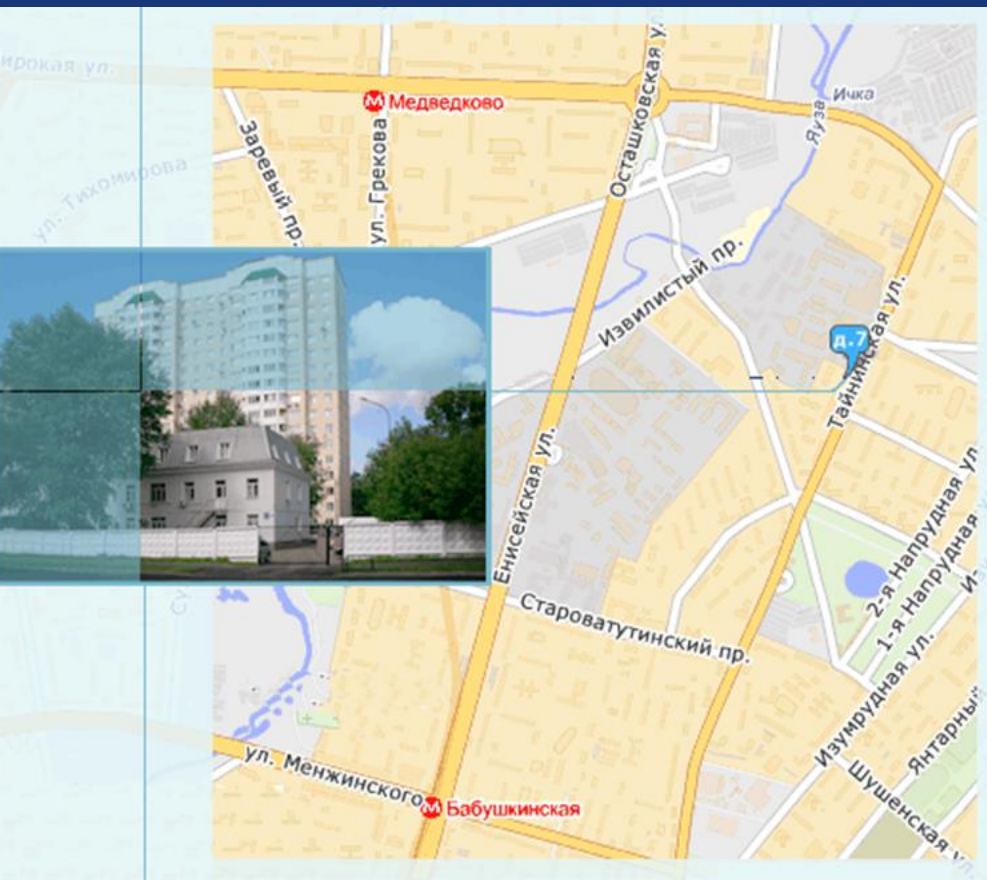 Ичка
Яуза
Осташковская ул.
Медведково
Заревый пр.
ул. Грекова
ул. Тихомирова
Извилистый пр.
д.7
Тайнинская ул.
Енисейская ул.
2-я Напрудная ул.
1-я Напрудная
Староватутинский пр.
Изумрудная ул.
Янтарный
Шушенская ул.
ул. Менжинского
Бабушкинская